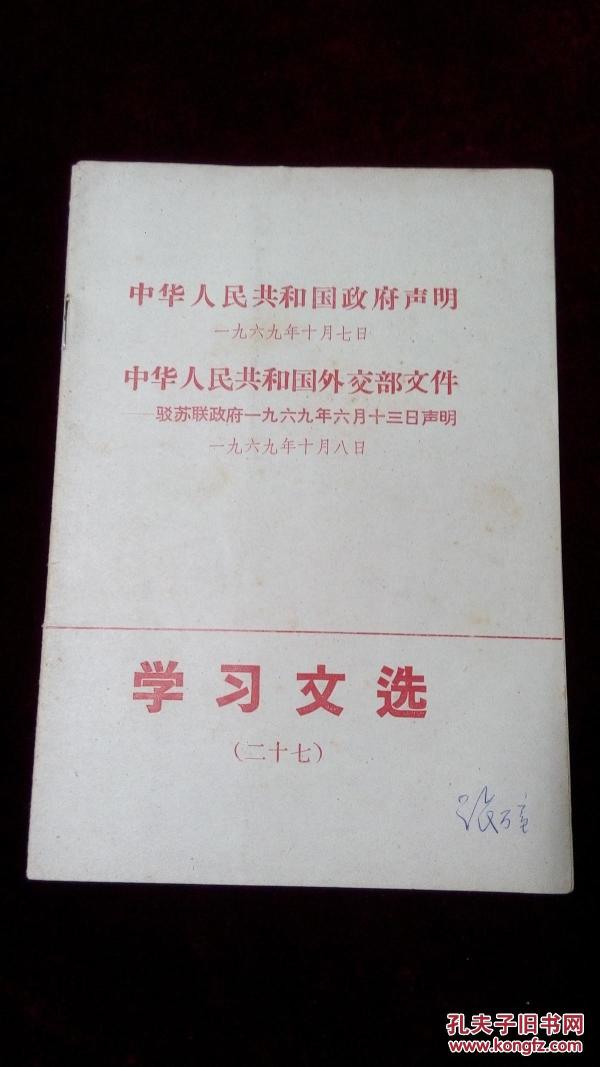 中华人民共和国政府声明
一九六九年十月七日
中华人民共和国外交部文件
——驳苏联政府一九六九年六月十三日声明
一九六九年十月八日
学习文选
（二十七）
孔夫子旧书网
www.kongfz.com